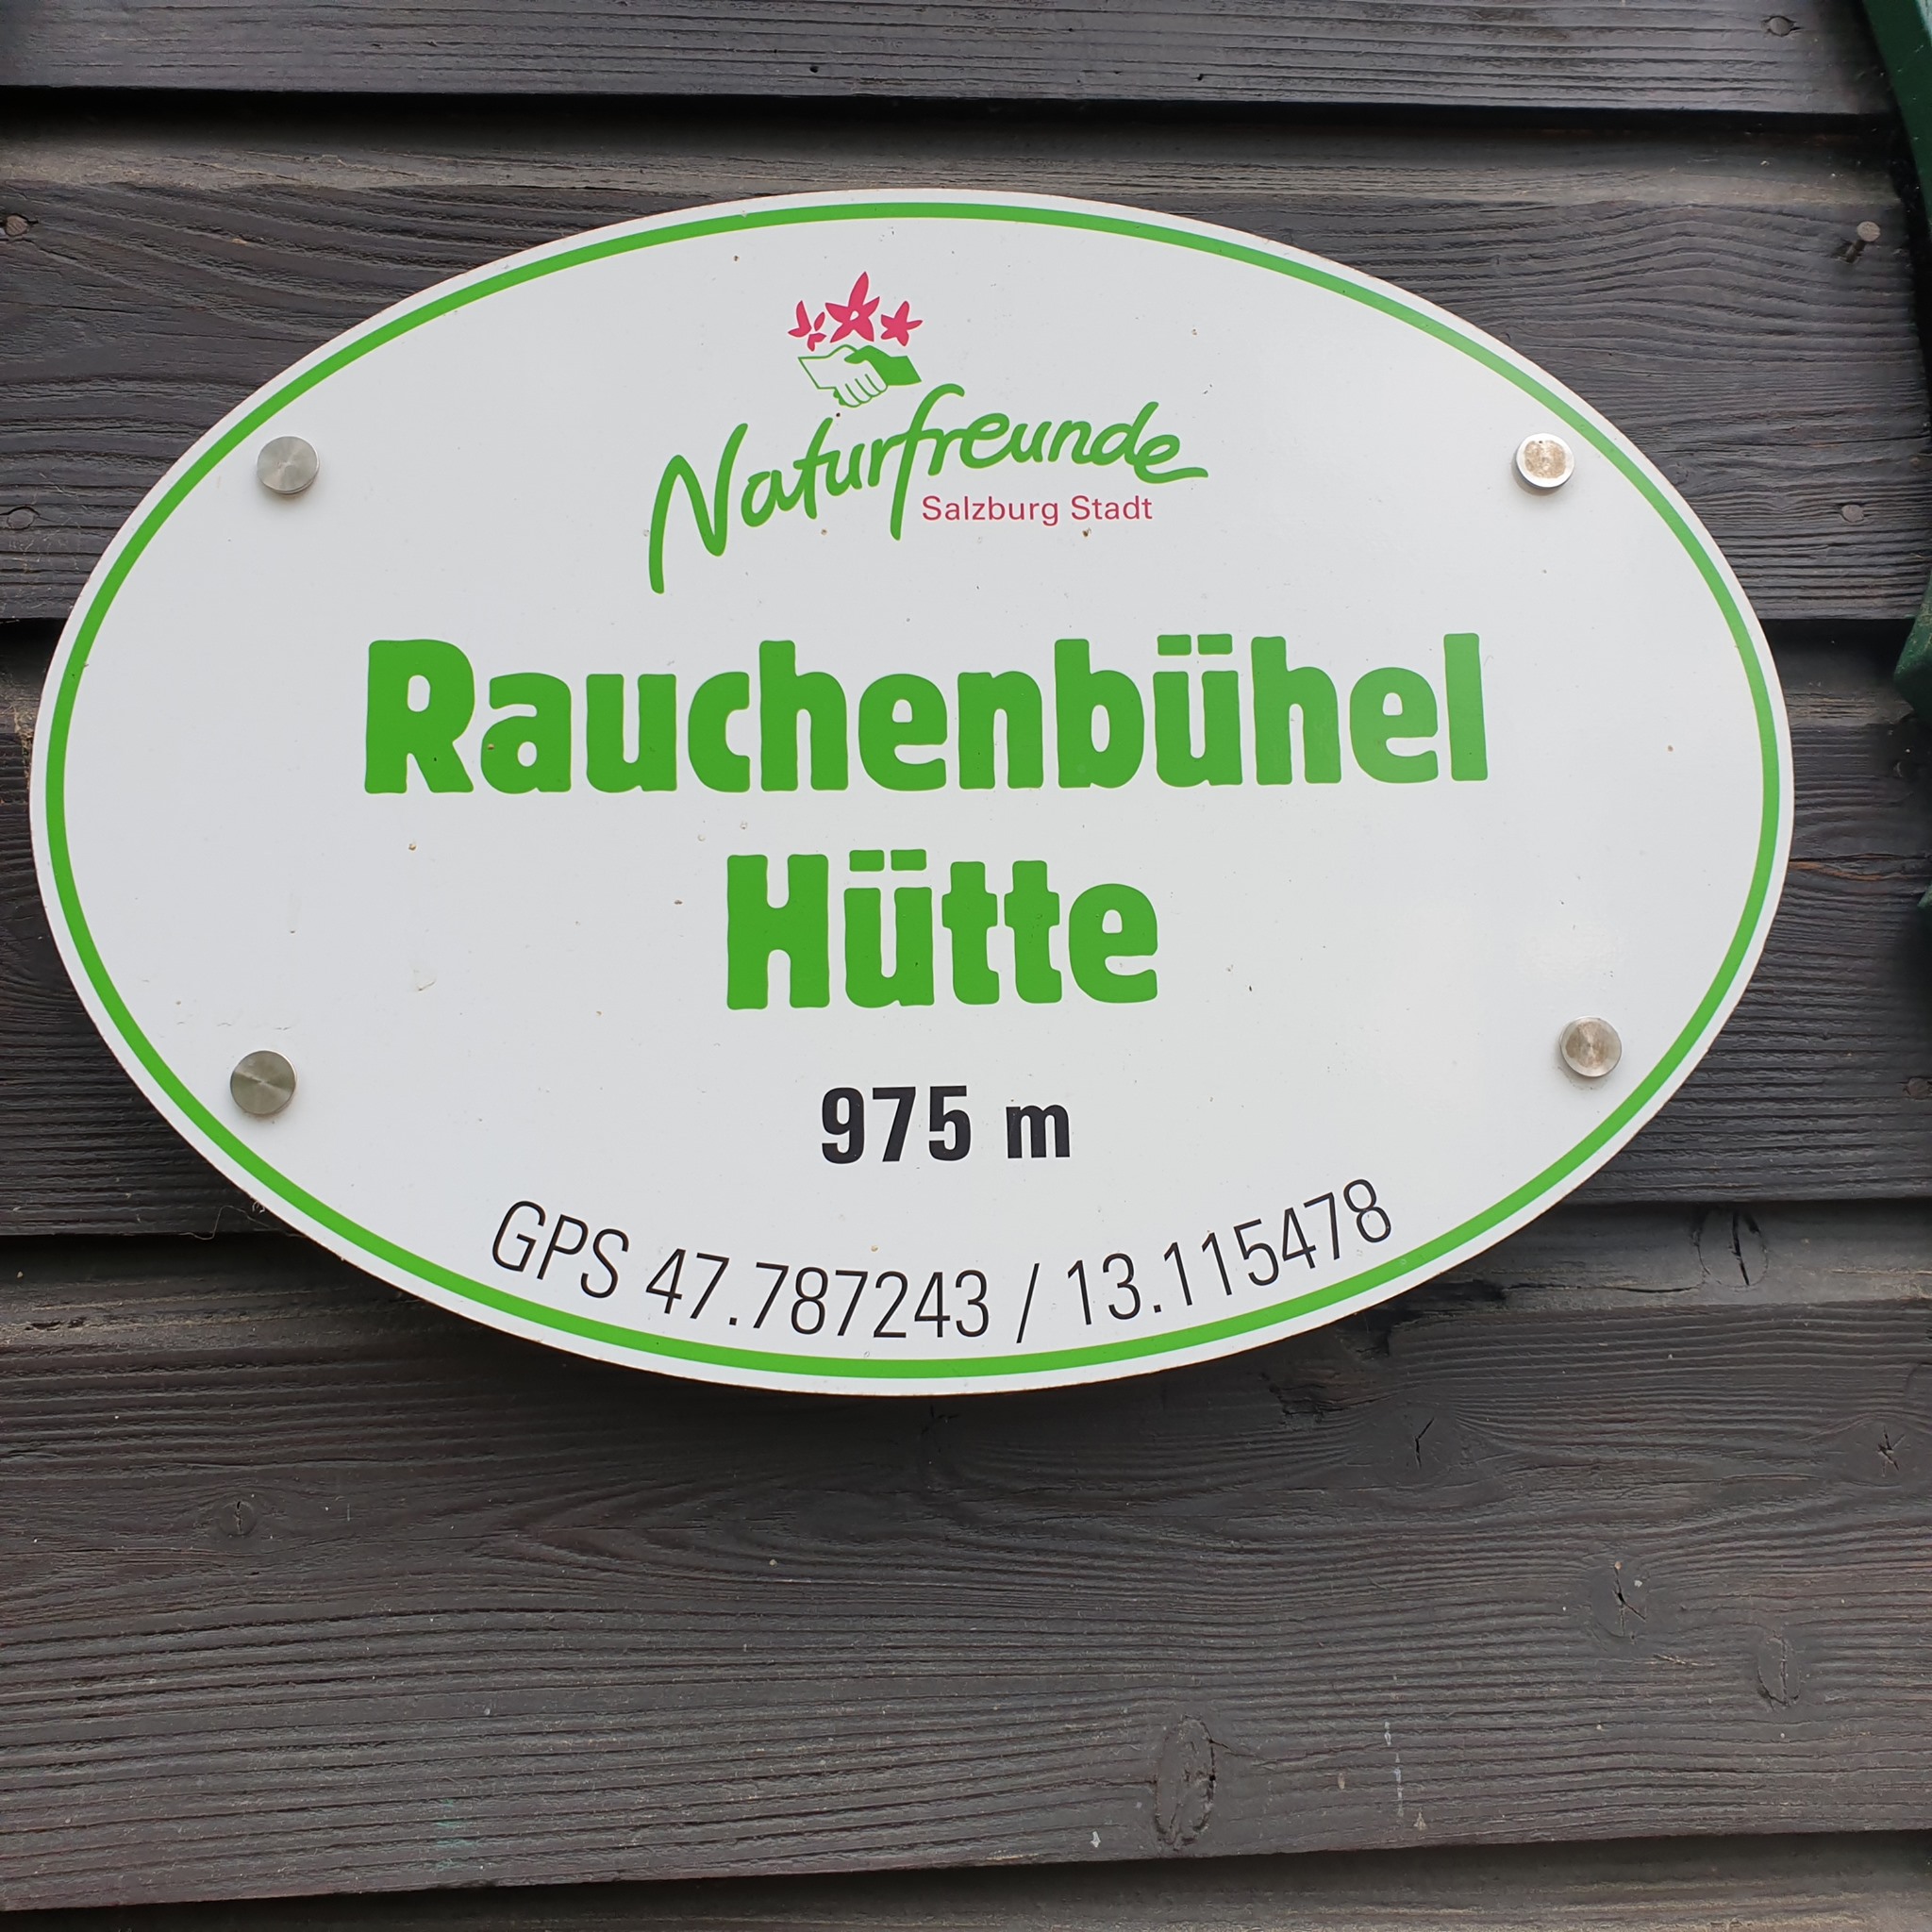 Naturfreunde
Salzburg Stadt
Rauchenbühel
Hütte
975 m
GPS 47.787243 / 13.115478